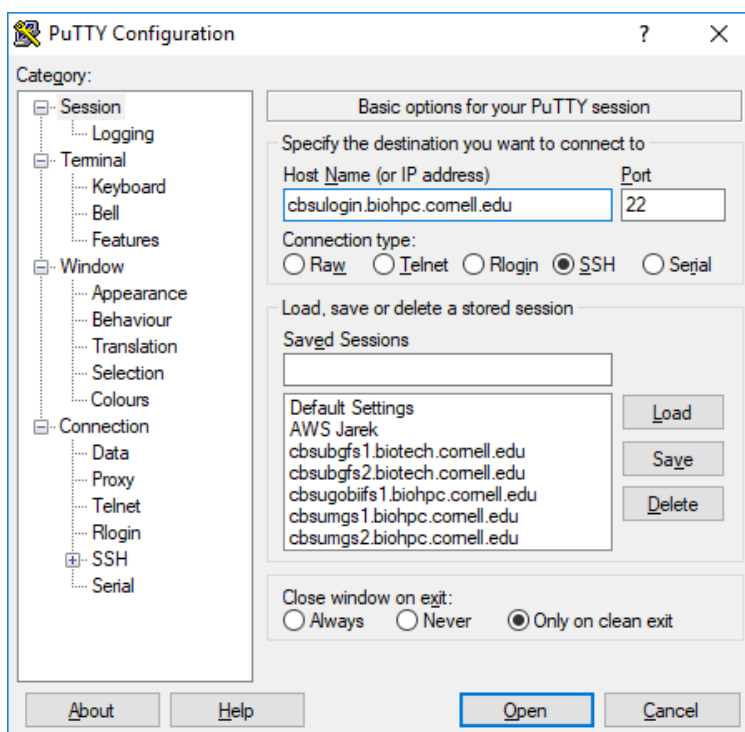 PuTTY Configuration ? ×
Category:
Session
Logging
Terminal
Keyboard
Bell
Features
Window
Appearance
Behaviour
Translation
Selection
Colours
Connection
Data
Proxy
Telnet
Rlogin
SSH
Serial
Basic options for your PuTTY session
Specify the destination you want to connect to
Host Name (or IP address) Port
cbsulogin.biohpc.cornell.edu 22
Connection type:
Raw Telnet Rlogin SSH Serial
Load, save or delete a stored session
Saved Sessions
Default Settings
AWS Jarek
cbsubgfs1.biotech.cornell.edu
cbsubgfs2.biotech.cornell.edu
cbsugobiifs1.biohpc.cornell.edu
cbsumgs1.biohpc.cornell.edu
cbsumgs2.biohpc.cornell.edu
Load
Save
Delete
Close window on exit:
Always Never Only on clean exit
About Help Open Cancel